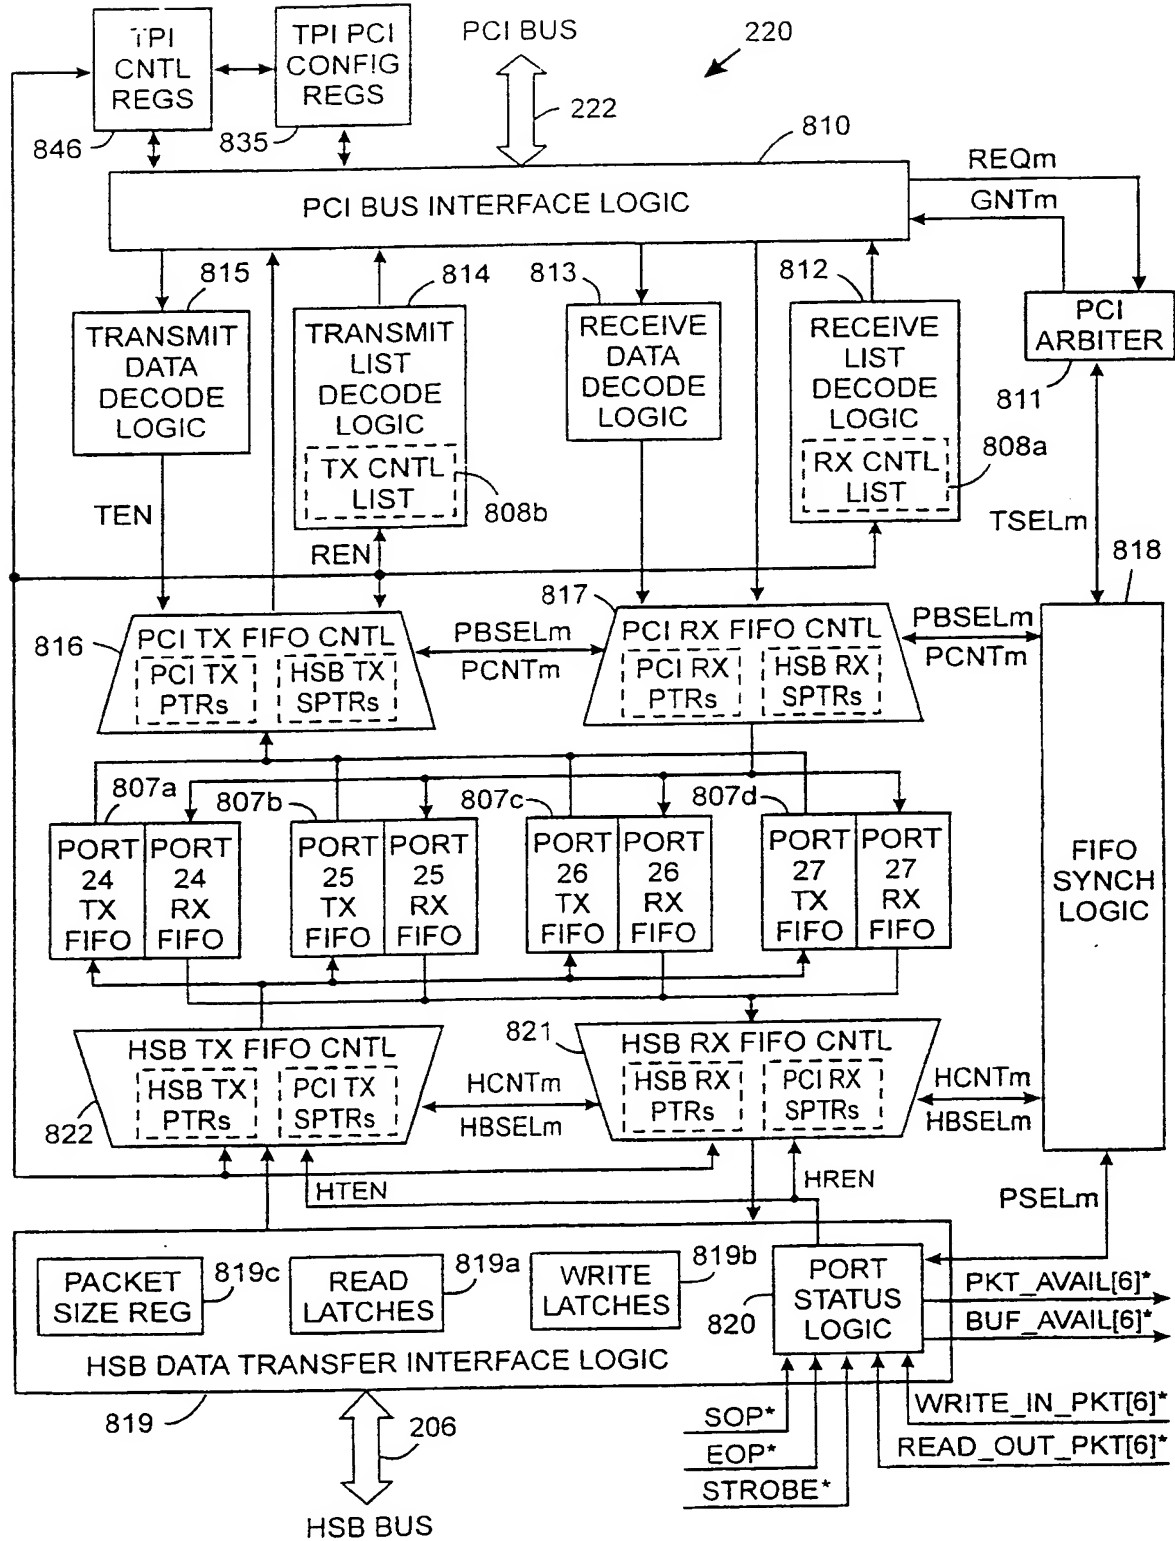 TPI
CNTL
REGS
846
TPI PCI
CONFIG
REGS
835
PCI BUS
222
220
810
PCI BUS INTERFACE LOGIC
REQm
GNTm
815
TRANSMIT
DATA
DECODE
LOGIC
814
TRANSMIT
LIST
DECODE
LOGIC
TX CNTL
LIST
808b
813
RECEIVE
DATA
DECODE
LOGIC
812
RECEIVE
LIST
DECODE
LOGIC
RX CNTL
LIST
808a
PCI
ARBITER
811
TEN
REN
TSELm
818
816
PCI TX FIFO CNTL
PCI TX
PTRs
HSB TX
SPTRs
PBSELm
PCNTm
817
PCI RX FIFO CNTL
PCI RX
PTRs
HSB RX
SPTRs
PBSELm
PCNTm
807a
807b
807c
807d
PORT
24
TX
FIFO
PORT
24
RX
FIFO
PORT
25
TX
FIFO
PORT
25
RX
FIFO
PORT
26
TX
FIFO
PORT
26
RX
FIFO
PORT
27
TX
FIFO
PORT
27
RX
FIFO
FIFO
SYNCH
LOGIC
HSB TX FIFO CNTL
HSB TX
PTRs
PCI TX
SPTRs
822
HCNTm
HBSELm
821
HSB RX FIFO CNTL
HSB RX
PTRs
PCI RX
SPTRs
HCNTm
HBSELm
HTEN
HREN
PSELm
PACKET
SIZE REG
819c
READ
LATCHES
819a
WRITE
LATCHES
819b
PORT
STATUS
LOGIC
820
HSB DATA TRANSFER INTERFACE LOGIC
819
PKT_AVAIL[6]*
BUF_AVAIL[6]*
WRITE_IN_PKT[6]*
READ_OUT_PKT[6]*
SOP*
EOP*
STROBE*
206
HSB BUS